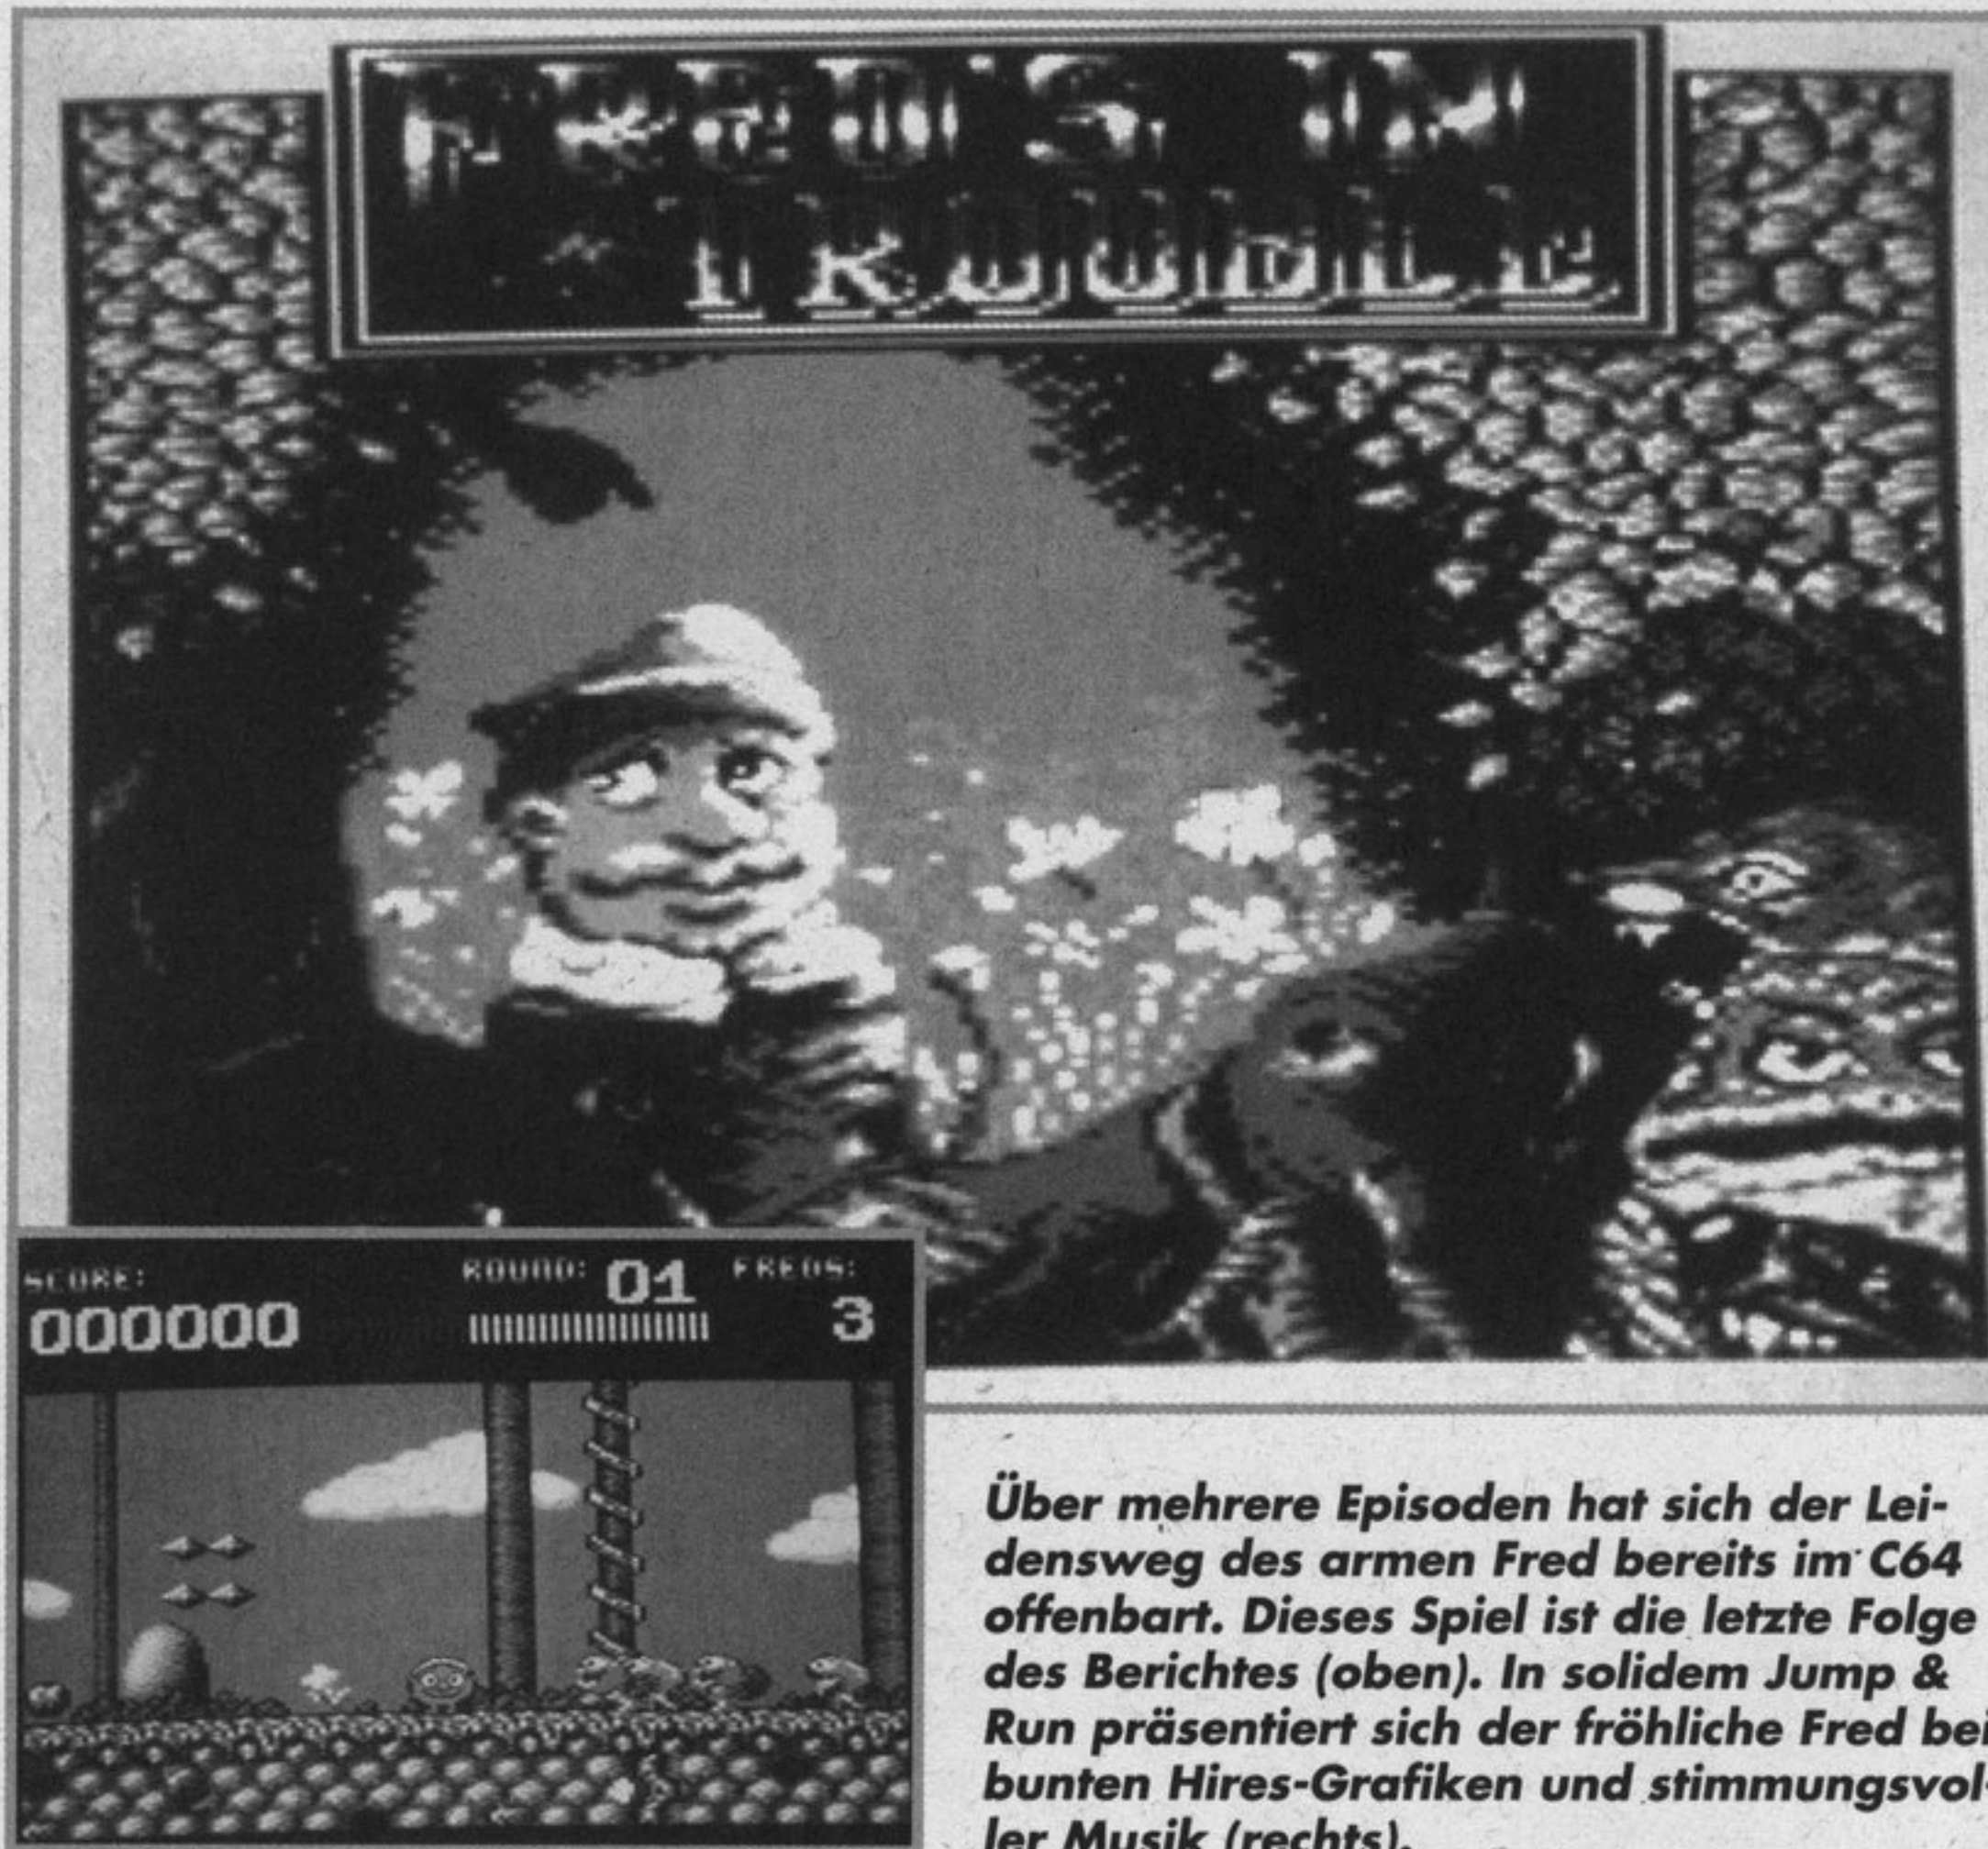 FRED'S IN
TROUBLE
SCORE:
000000
ROUND: 01
FREDS:
3
Über mehrere Episoden hat sich der Lei-
densweg des armen Fred bereits im C64
offenbart. Dieses Spiel ist die letzte Folge
des Berichtes (oben). In solidem Jump &
Run präsentiert sich der fröhliche Fred bei
bunten Hires-Grafiken und stimmungsvol-
ler Musik (rechts).